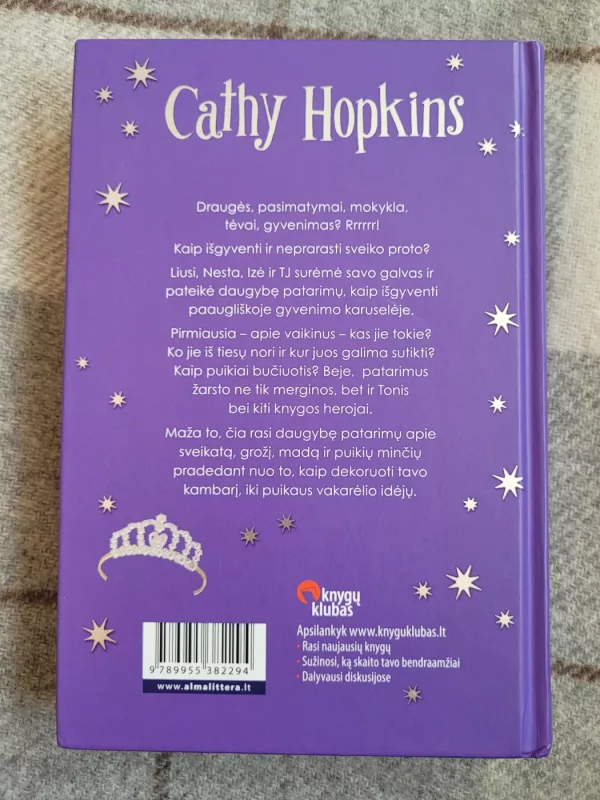 Cathy Hopkins
Draugės, pasimatymai, mokykla,
tėvai, gyvenimas? Rrrrrr!
Kaip išgyventi ir neprarasti sveiko proto?
Liusi, Nesta, Izė ir TJ surėmė savo galvas ir
pateikė daugybę patarimų, kaip išgyventi
paaugliškoje gyvenimo karuselėje.
Pirmiausia – apie vaikinus – kas jie tokie?
Ko jie iš tiesų nori ir kur juos galima sutikti?
Kaip puikiai bučiuotis? Beje, patarimus
žarsto ne tik merginos, bet ir Tonis
bei kiti knygos herojai.
Maža to, čia rasi daugybę patarimų apie
sveikatą, grožį, madą ir puikių minčių
pradedant nuo to, kaip dekoruoti tavo
kambarį, iki puikaus vakarėlio idėjų.
knygų
klubas
Apsilankyk www.knyguklubas.lt
• Rasi naujausių knygų
• Sužinosi, ką skaito tavo bendraamžiai
• Dalyvausi diskusijose
9 789955 382294
www.almalittera.lt